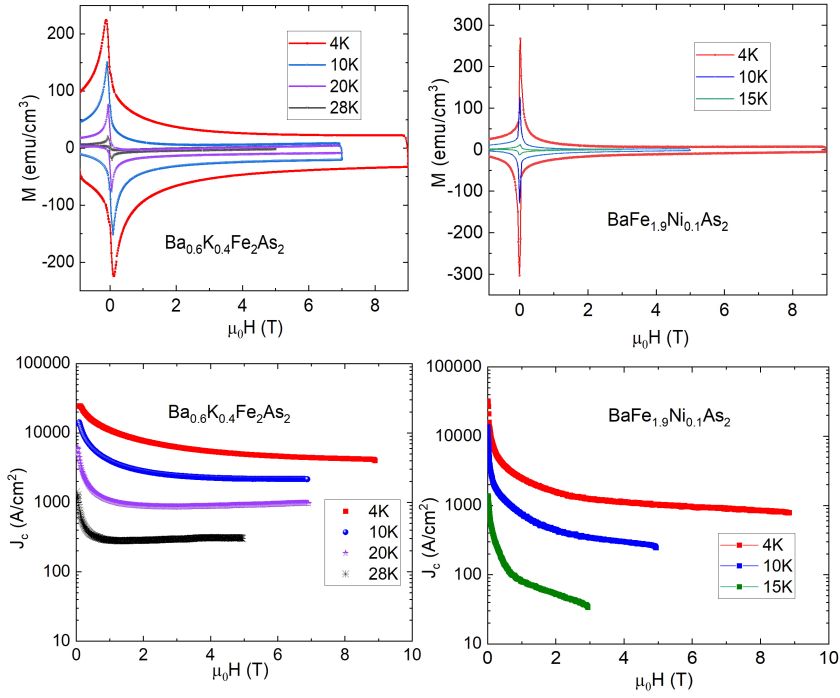 200
100
0
-100
-200
0
2
4
6
8
M (emu/cm³)
μ₀H (T)
4K
10K
20K
28K
Ba₀.₆K₀.₄Fe₂As₂
300
200
100
0
-100
-200
-300
0
2
4
6
8
M (emu/cm³)
μ₀H (T)
4K
10K
15K
BaFe₁.₉Ni₀.₁As₂
100000
10000
1000
100
10
0
2
4
6
8
10
J_c (A/cm²)
μ₀H (T)
Ba₀.₆K₀.₄Fe₂As₂
4K
10K
20K
28K
100000
10000
1000
100
10
0
2
4
6
8
10
J_c (A/cm²)
μ₀H (T)
BaFe₁.₉Ni₀.₁As₂
4K
10K
15K